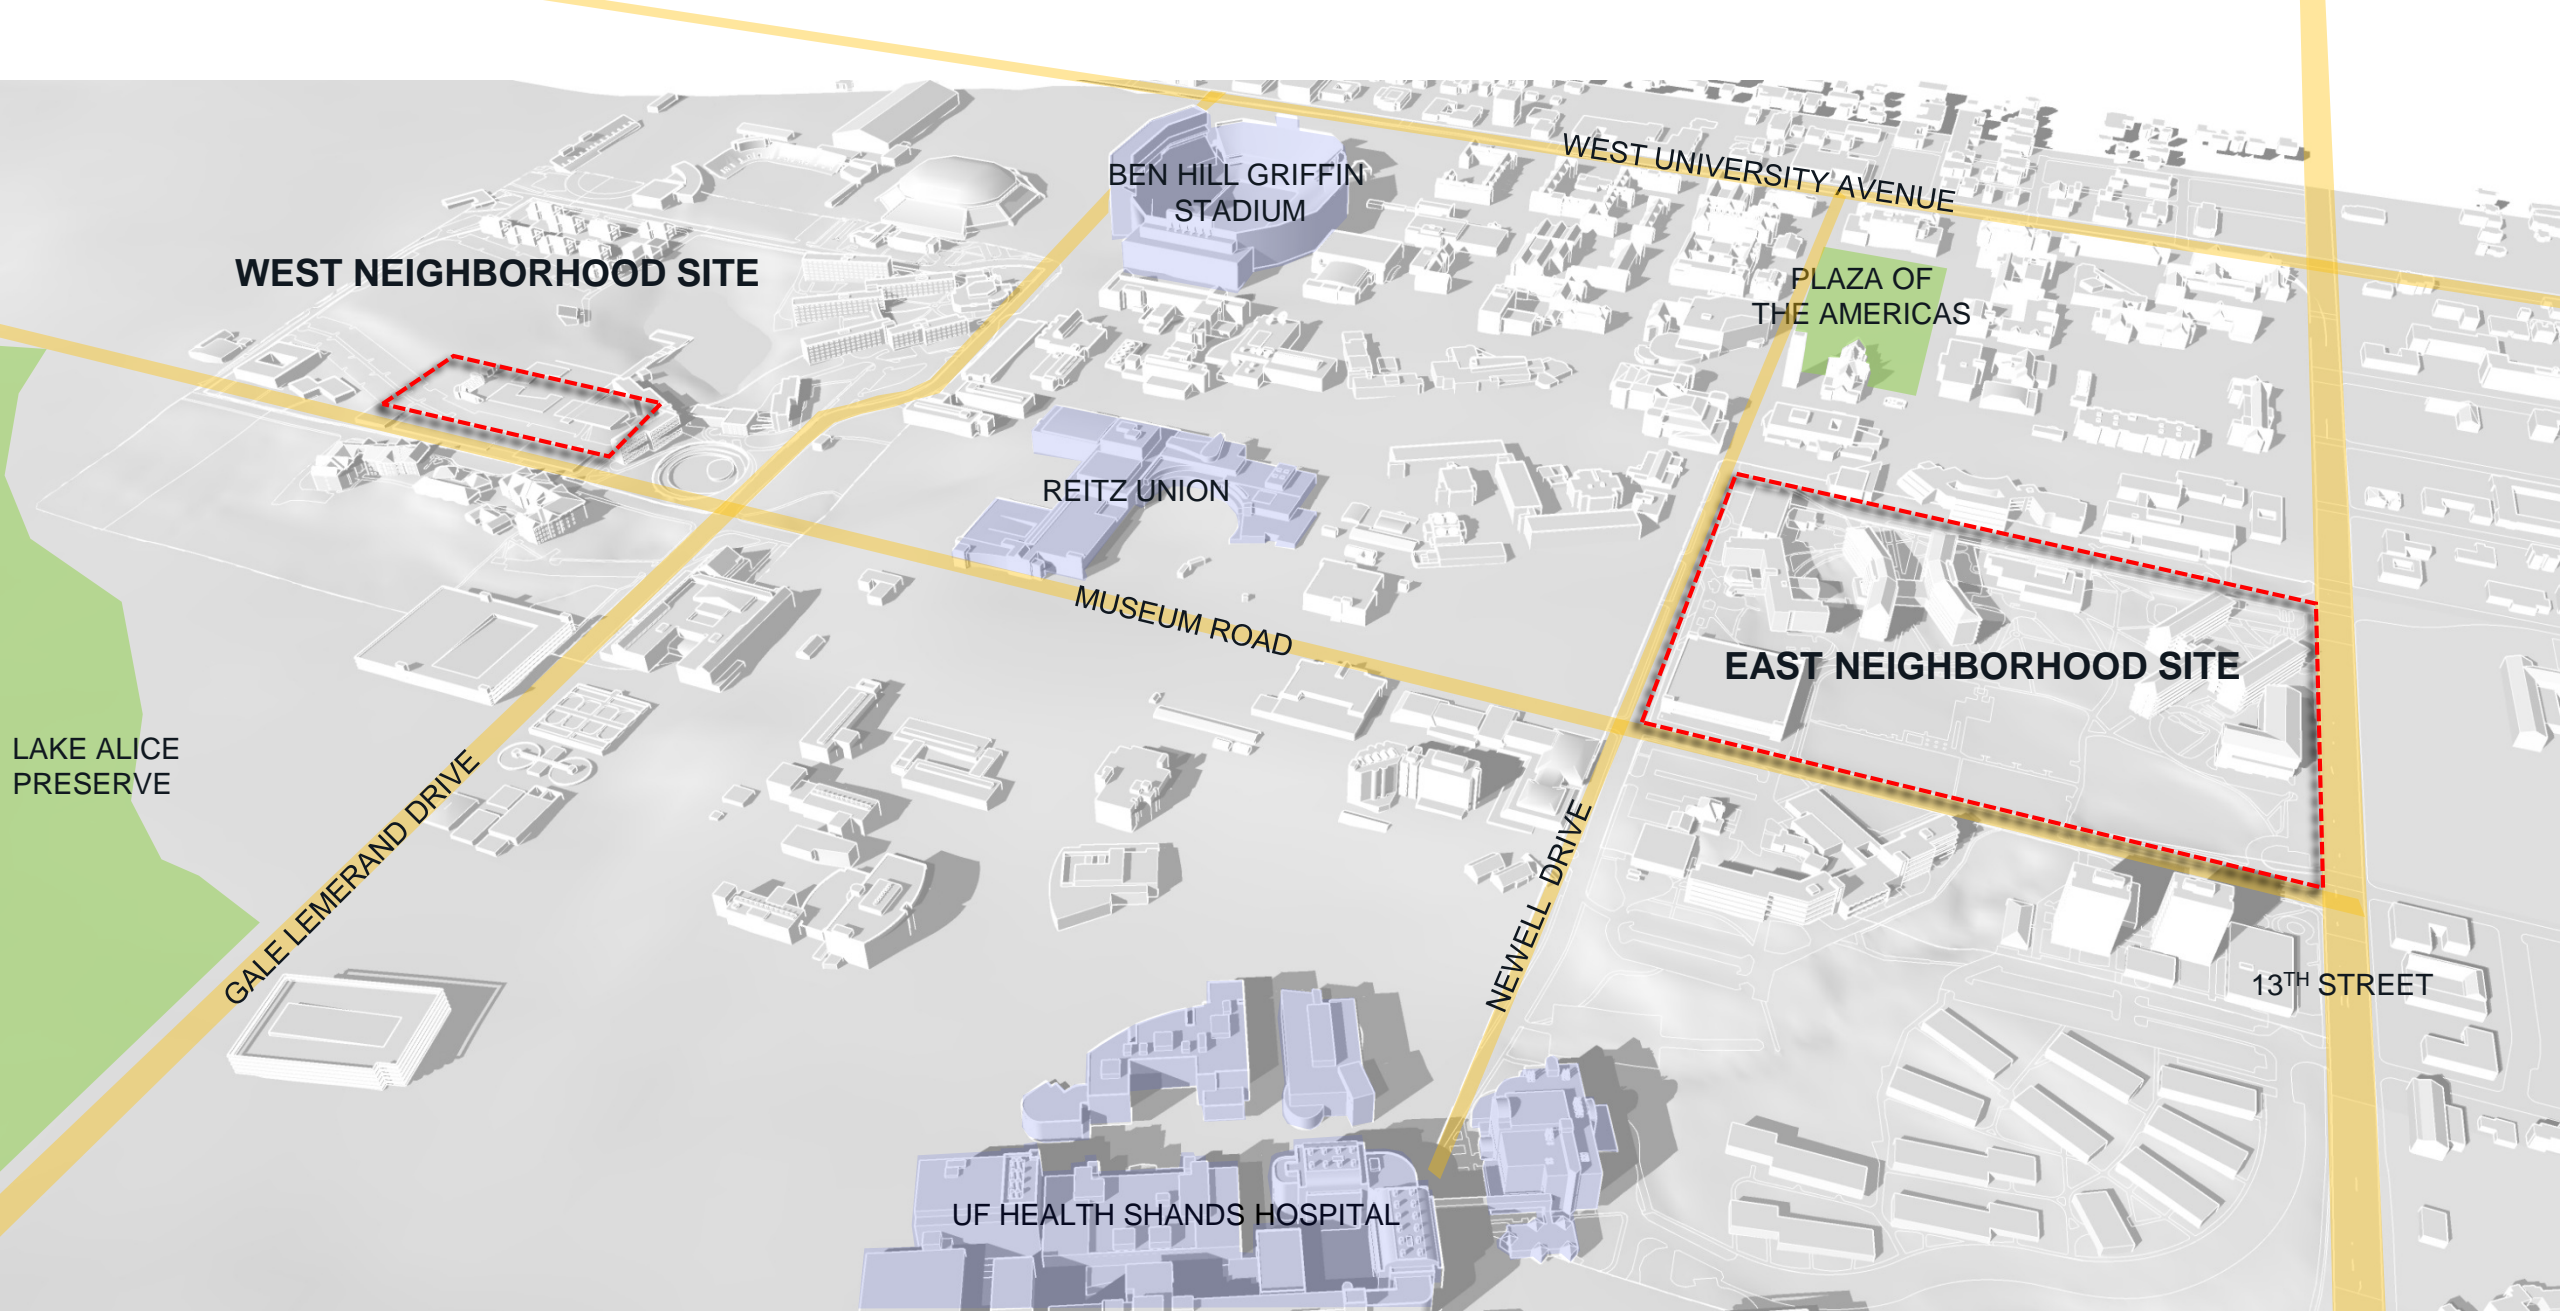 WEST UNIVERSITY AVENUE
BEN HILL GRIFFIN
STADIUM
WEST NEIGHBORHOOD SITE
PLAZA OF
THE AMERICAS
REITZ UNION
MUSEUM ROAD
EAST NEIGHBORHOOD SITE
LAKE ALICE
PRESERVE
GALE LEMERAND DRIVE
NEWELL DRIVE
13TH STREET
UF HEALTH SHANDS HOSPITAL